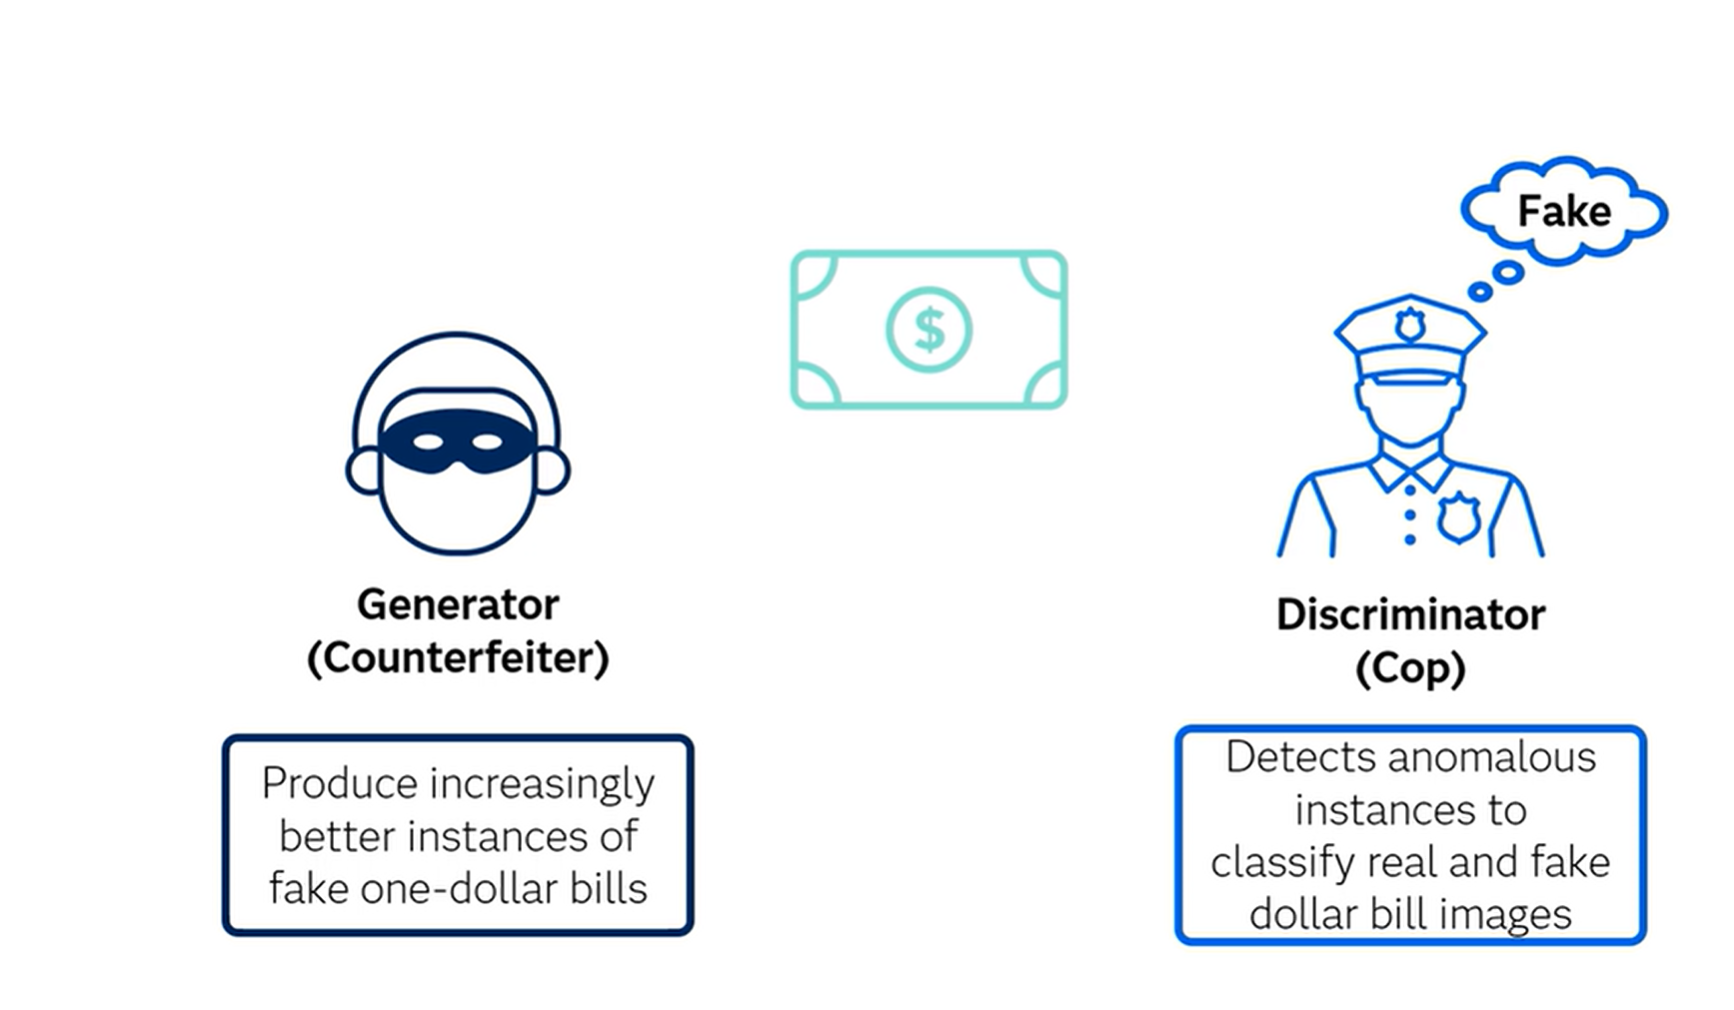 Fake
$
Generator
(Counterfeiter)
Discriminator
(Cop)
Produce increasingly
better instances of
fake one-dollar bills
Detects anomalous
instances to
classify real and fake
dollar bill images